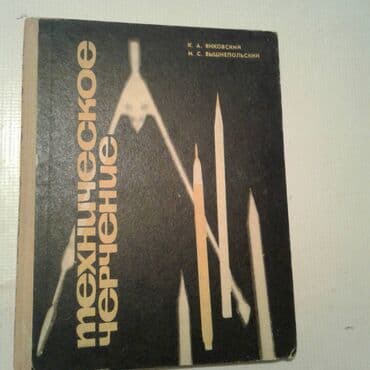 К. А. ЯНКОВСКИЙ
И. С. ВЫШНЕПОЛЬСКИЙ
техническое
черчение